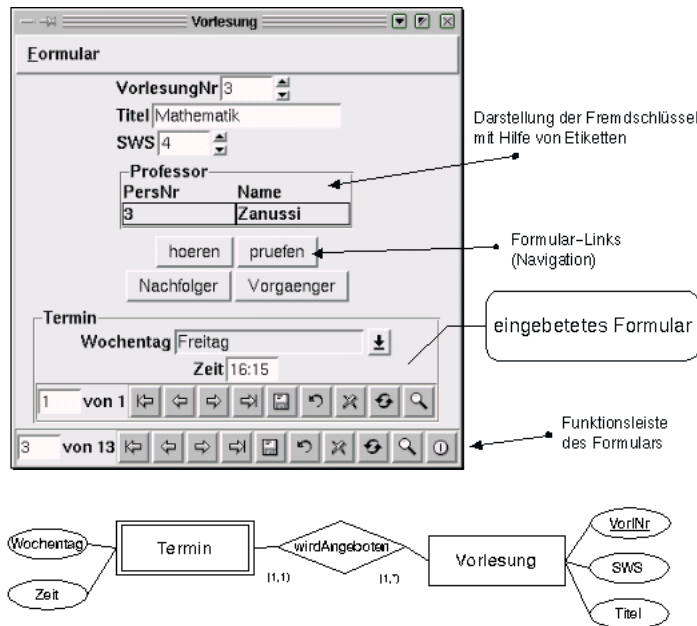 Vorlesung
Formular
VorlesungNr 3
Titel Mathematik
SWS 4
Professor
PersNr Name
3 Zanussi
hoeren pruefen
Nachfolger Vorgaenger
Termin
Wochentag Freitag
Zeit 16:15
1 von 1
3 von 13
Darstellung der Fremdschlüssel
mit Hilfe von Etiketten
Formular-Links
(Navigation)
eingebetetes Formular
Funktionsleiste
des Formulars
Wochentag
Zeit
Termin
wirdAngeboten
(1,1)
(1,*)
Vorlesung
VorlNr
SWS
Titel